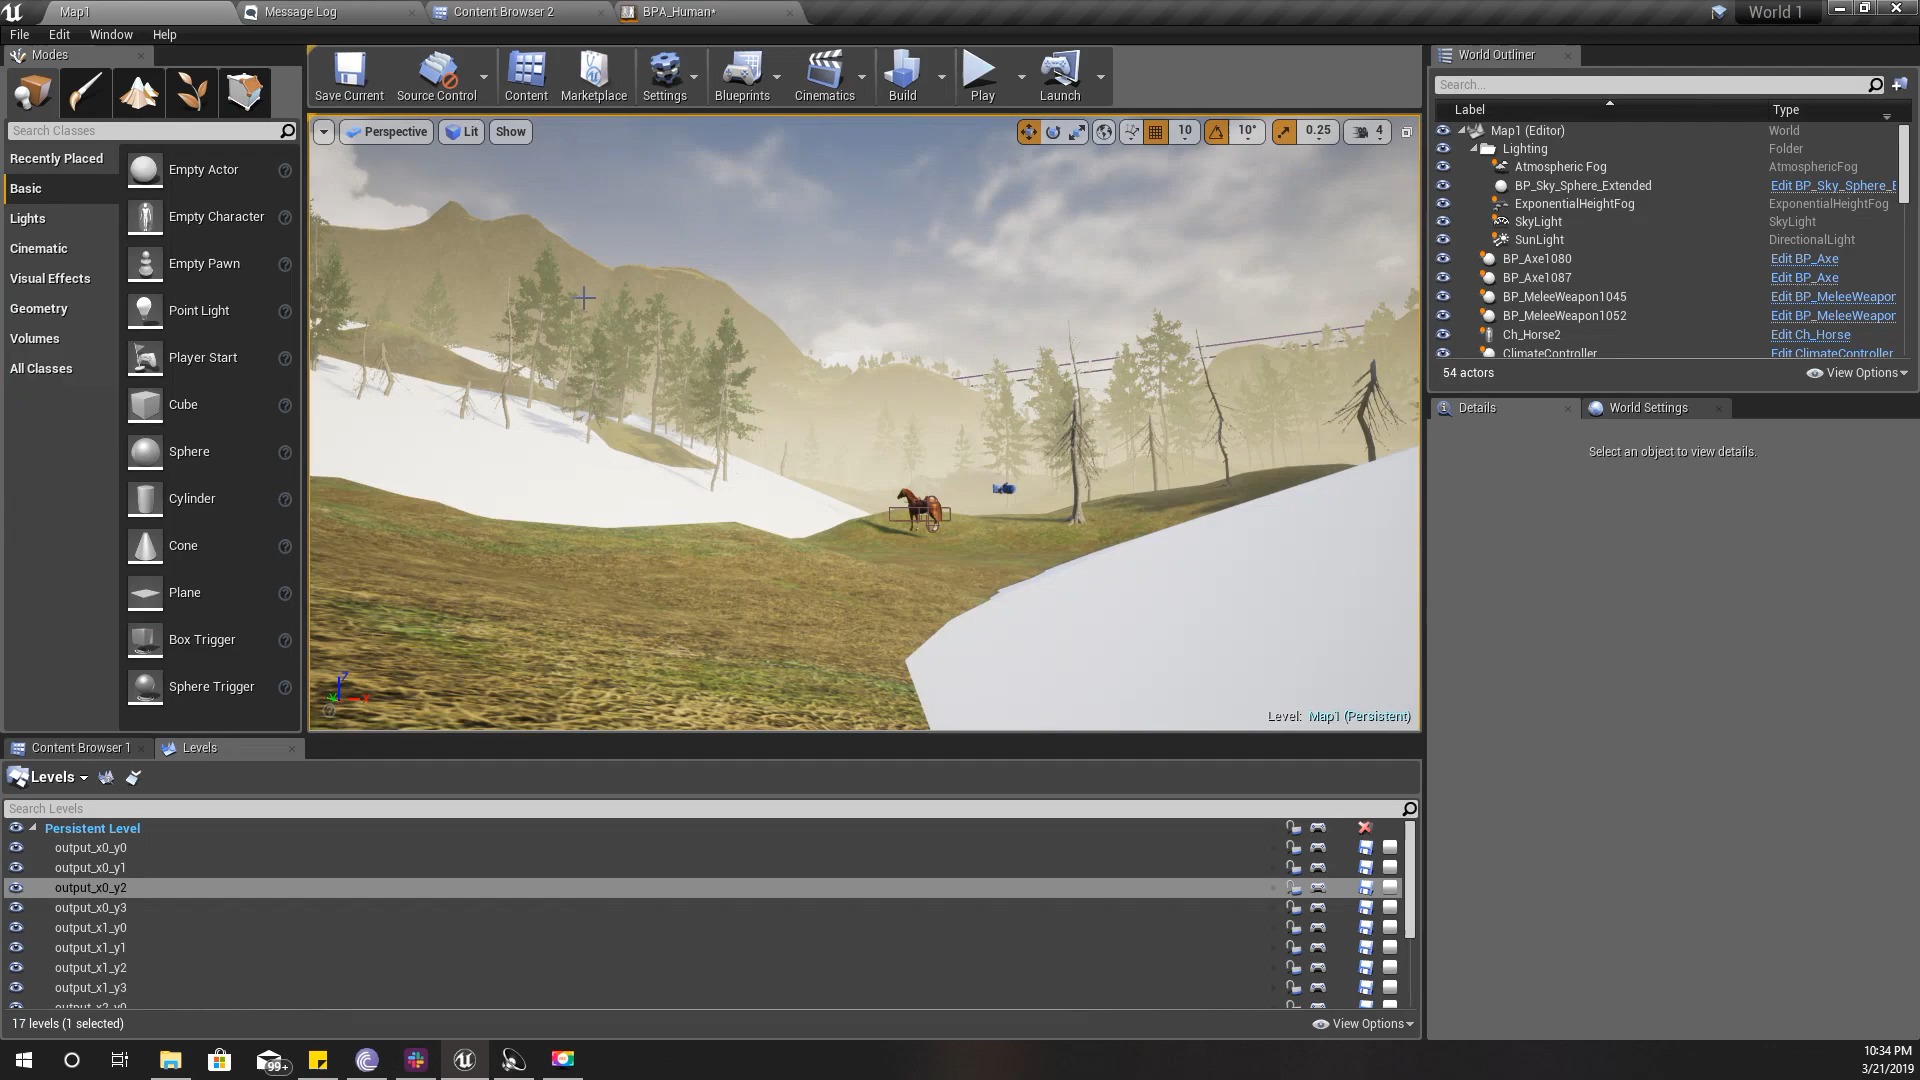 Map1
Message Log
Content Browser 2
BPA_Human*
World 1
File
Edit
Window
Help
Modes
Search Classes
Recently Placed
Basic
Lights
Cinematic
Visual Effects
Geometry
Volumes
All Classes
Empty Actor
Empty Character
Empty Pawn
Point Light
Player Start
Cube
Sphere
Cylinder
Cone
Plane
Box Trigger
Sphere Trigger
Save Current
Source Control
Content
Marketplace
Settings
Blueprints
Cinematics
Build
Play
Launch
Perspective
Lit
Show
10
10°
0.25
4
Z
X
Level: Map1 (Persistent)
World Outliner
Search...
Label
Type
Map1 (Editor)
World
Lighting
Folder
Atmospheric Fog
AtmosphericFog
BP_Sky_Sphere_Extended
Edit BP_Sky_Sphere_E
ExponentialHeightFog
ExponentialHeightFog
SkyLight
SkyLight
SunLight
DirectionalLight
BP_Axe1080
Edit BP_Axe
BP_Axe1087
Edit BP_Axe
BP_MeleeWeapon1045
Edit BP_MeleeWeapon
BP_MeleeWeapon1052
Edit BP_MeleeWeapon
Ch_Horse2
Edit Ch_Horse
ClimateController
Edit ClimateController
54 actors
View Options
Details
World Settings
Select an object to view details.
Content Browser 1
Levels
Levels
Search Levels
Persistent Level
output_x0_y0
output_x0_y1
output_x0_y2
output_x0_y3
output_x1_y0
output_x1_y1
output_x1_y2
output_x1_y3
output_x2_y0
17 levels (1 selected)
View Options
99+
10:34 PM
3/21/2019